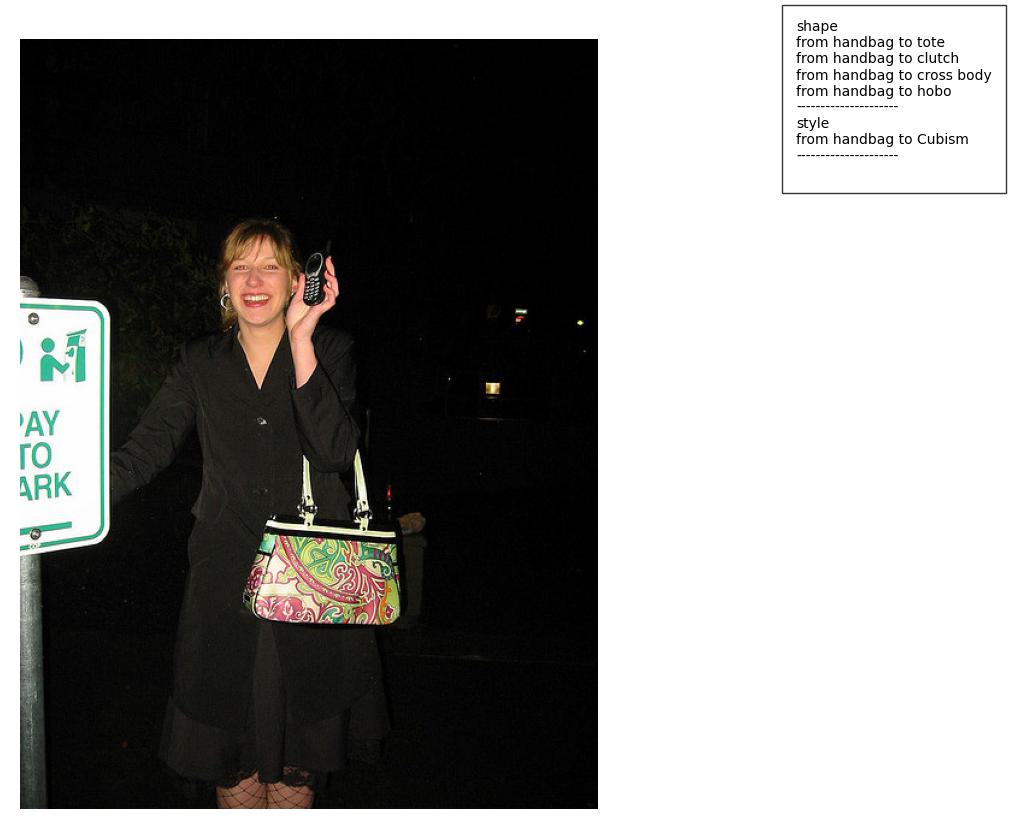 shape
from handbag to tote
from handbag to clutch
from handbag to cross body
from handbag to hobo
---------------------
style
from handbag to Cubism
---------------------
PAY
TO
ARK